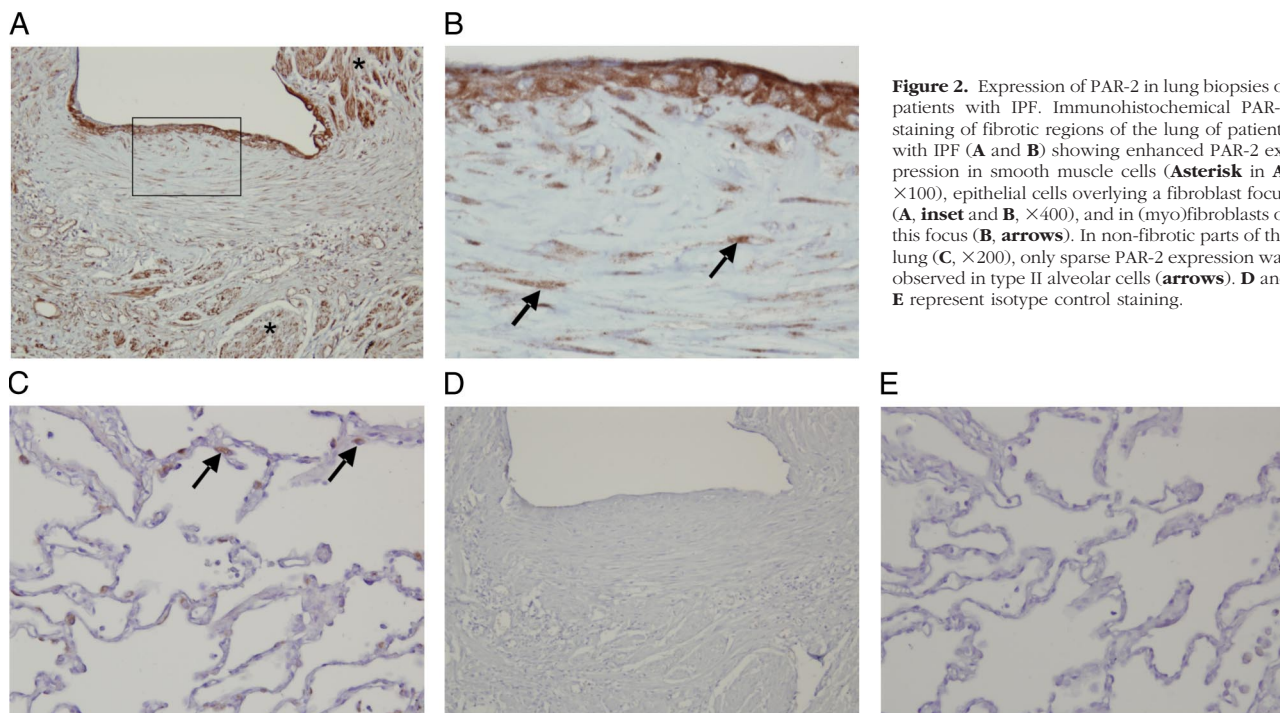 A
B
Figure 2. Expression of PAR-2 in lung biopsies
patients with IPF. Immunohistochemical PAR-
staining of fibrotic regions of the lung of patient
with IPF (A and B) showing enhanced PAR-2 ex
pression in smooth muscle cells (Asterisk in A
×100), epithelial cells overlying a fibroblast focu
(A, inset and B, ×400), and in (myo)fibroblasts
this focus (B, arrows). In non-fibrotic parts of th
lung (C, ×200), only sparse PAR-2 expression wa
observed in type II alveolar cells (arrows). D an
E represent isotype control staining.
*
*
C
D
E